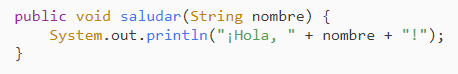 public void saludar(String nombre) {
    System.out.println("¡Hola, " + nombre + "!");
}